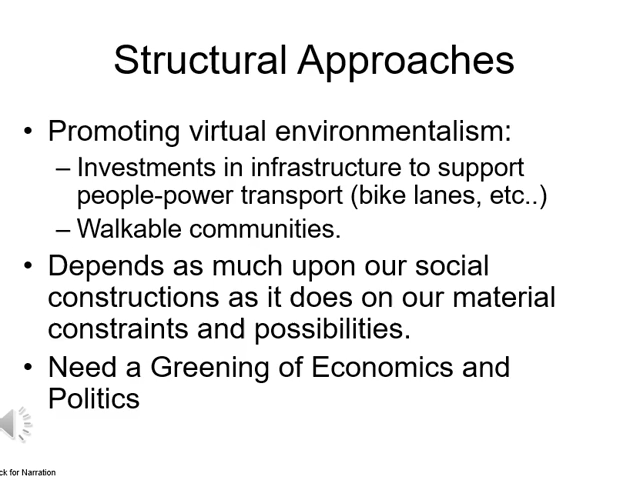 Structural Approaches
• Promoting virtual environmentalism:
– Investments in infrastructure to support
people-power transport (bike lanes, etc..)
– Walkable communities.
• Depends as much upon our social
constructions as it does on our material
constraints and possibilities.
• Need a Greening of Economics and
Politics
ck for Narration